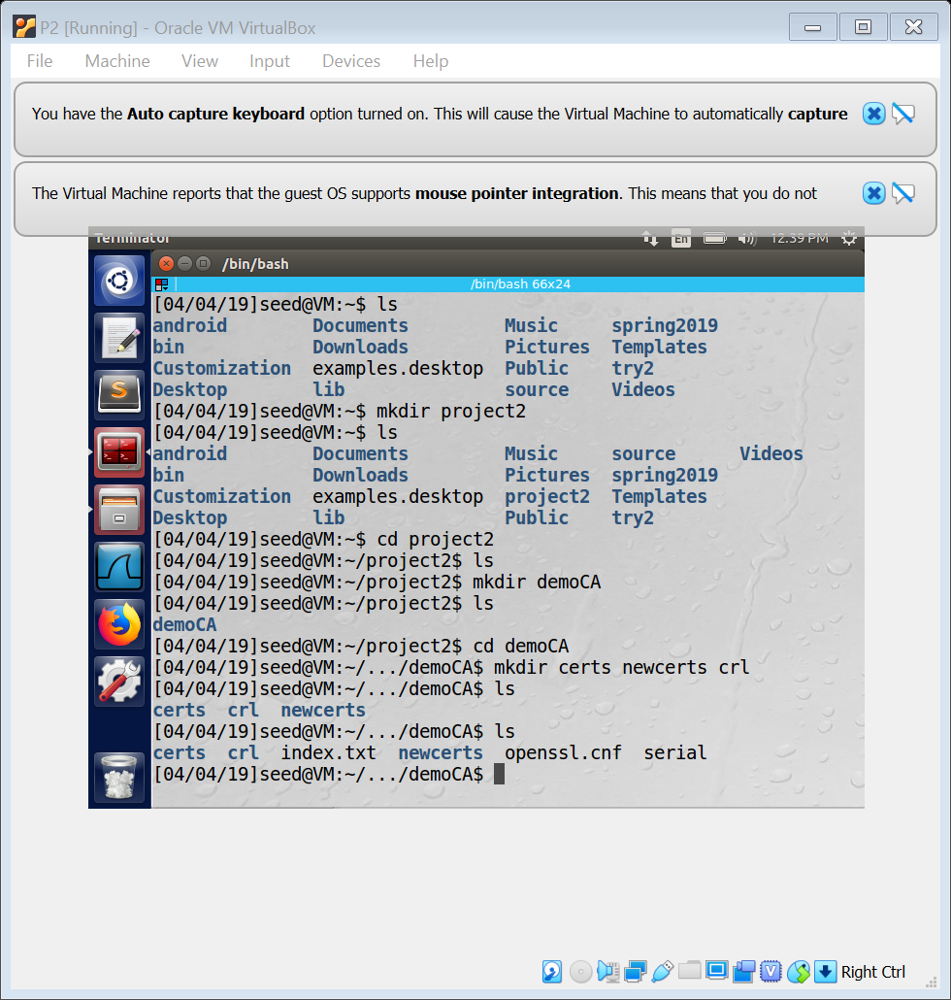 P2 [Running] - Oracle VM VirtualBox
File Machine View Input Devices Help
You have the Auto capture keyboard option turned on. This will cause the Virtual Machine to automatically capture
The Virtual Machine reports that the guest OS supports mouse pointer integration. This means that you do not
Terminator En 12:39 PM
/bin/bash
/bin/bash 66x24
[04/04/19]seed@VM:~$ ls
android Documents Music spring2019
bin Downloads Pictures Templates
Customization examples.desktop Public try2
Desktop lib source Videos
[04/04/19]seed@VM:~$ mkdir project2
[04/04/19]seed@VM:~$ ls
android Documents Music source Videos
bin Downloads Pictures spring2019
Customization examples.desktop project2 Templates
Desktop lib Public try2
[04/04/19]seed@VM:~$ cd project2
[04/04/19]seed@VM:~/project2$ ls
[04/04/19]seed@VM:~/project2$ mkdir demoCA
[04/04/19]seed@VM:~/project2$ ls
demoCA
[04/04/19]seed@VM:~/project2$ cd demoCA
[04/04/19]seed@VM:~/.../demoCA$ mkdir certs newcerts crl
[04/04/19]seed@VM:~/.../demoCA$ ls
certs crl newcerts
[04/04/19]seed@VM:~/.../demoCA$ ls
certs crl index.txt newcerts openssl.cnf serial
[04/04/19]seed@VM:~/.../demoCA$
Right Ctrl